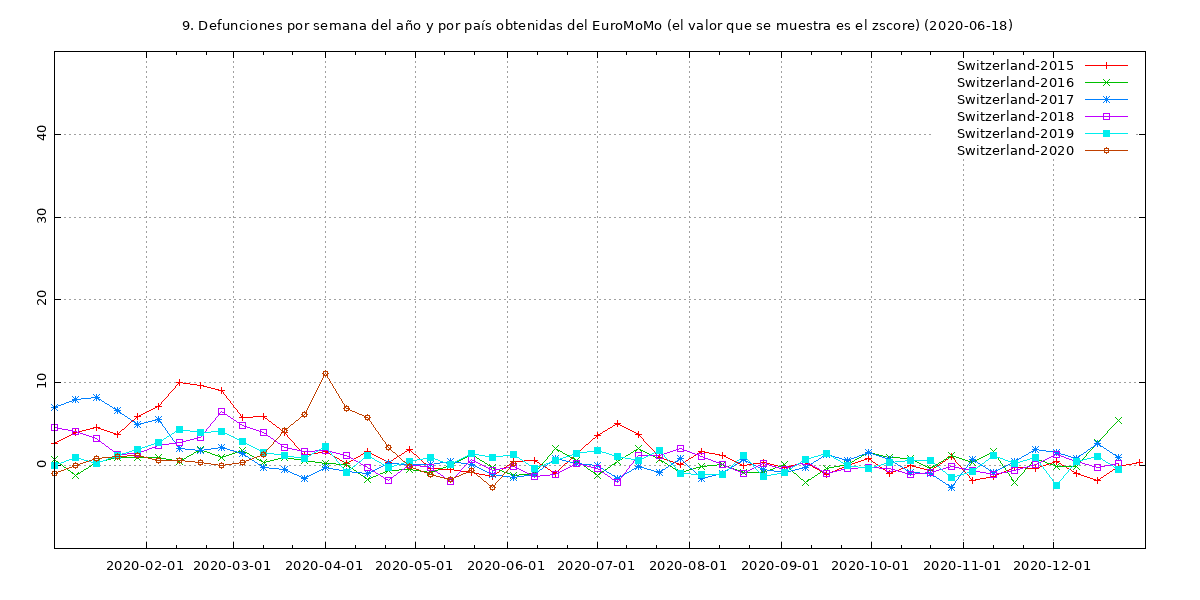 9. Defunciones por semana del año y por país obtenidas del EuroMoMo (el valor que se muestra es el zscore) (2020-06-18)
Switzerland-2015
Switzerland-2016
Switzerland-2017
Switzerland-2018
Switzerland-2019
Switzerland-2020
40
30
20
10
0
2020-02-01 2020-03-01 2020-04-01 2020-05-01 2020-06-01 2020-07-01 2020-08-01 2020-09-01 2020-10-01 2020-11-01 2020-12-01